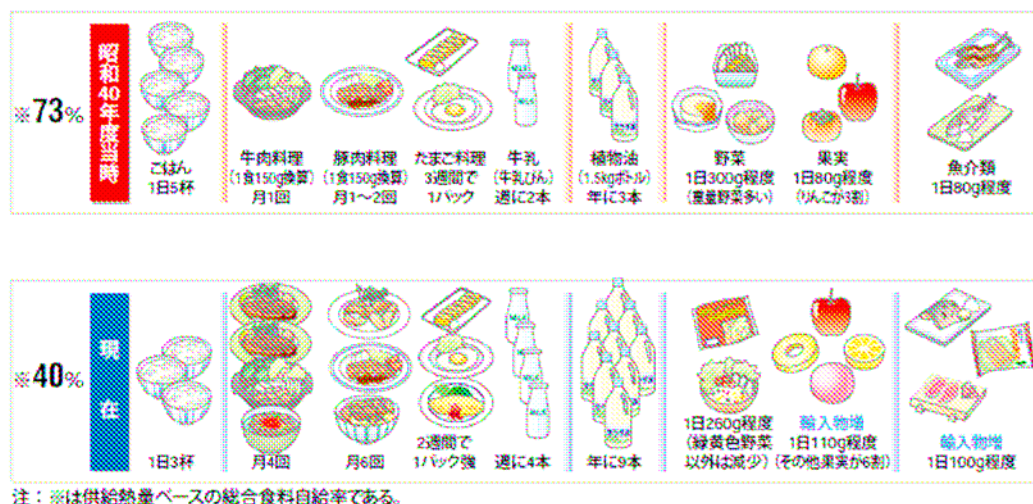 ※73%
昭和40年度当時
ごはん
1日5杯
牛肉料理
(1食150g換算)
月1回
豚肉料理
(1食150g換算)
月1~2回
たまご料理
3週間で
1パック
牛乳
(牛乳びん)
週に2本
植物油
(1.5kgボトル)
年に3本
野菜
1日300g程度
(重量野菜多い)
果実
1日80g程度
(りんごが3割)
魚介類
1日80g程度
※40%
現在
1日3杯
月4回
月6回
2週間で
1パック強
週に4本
年に9本
1日260g程度
(緑黄色野菜
以外は減少)
輸入物増
1日110g程度
(その他果実が6割)
輸入物増
1日100g程度
注:※は供給熱量ベースの総合食料自給率である。